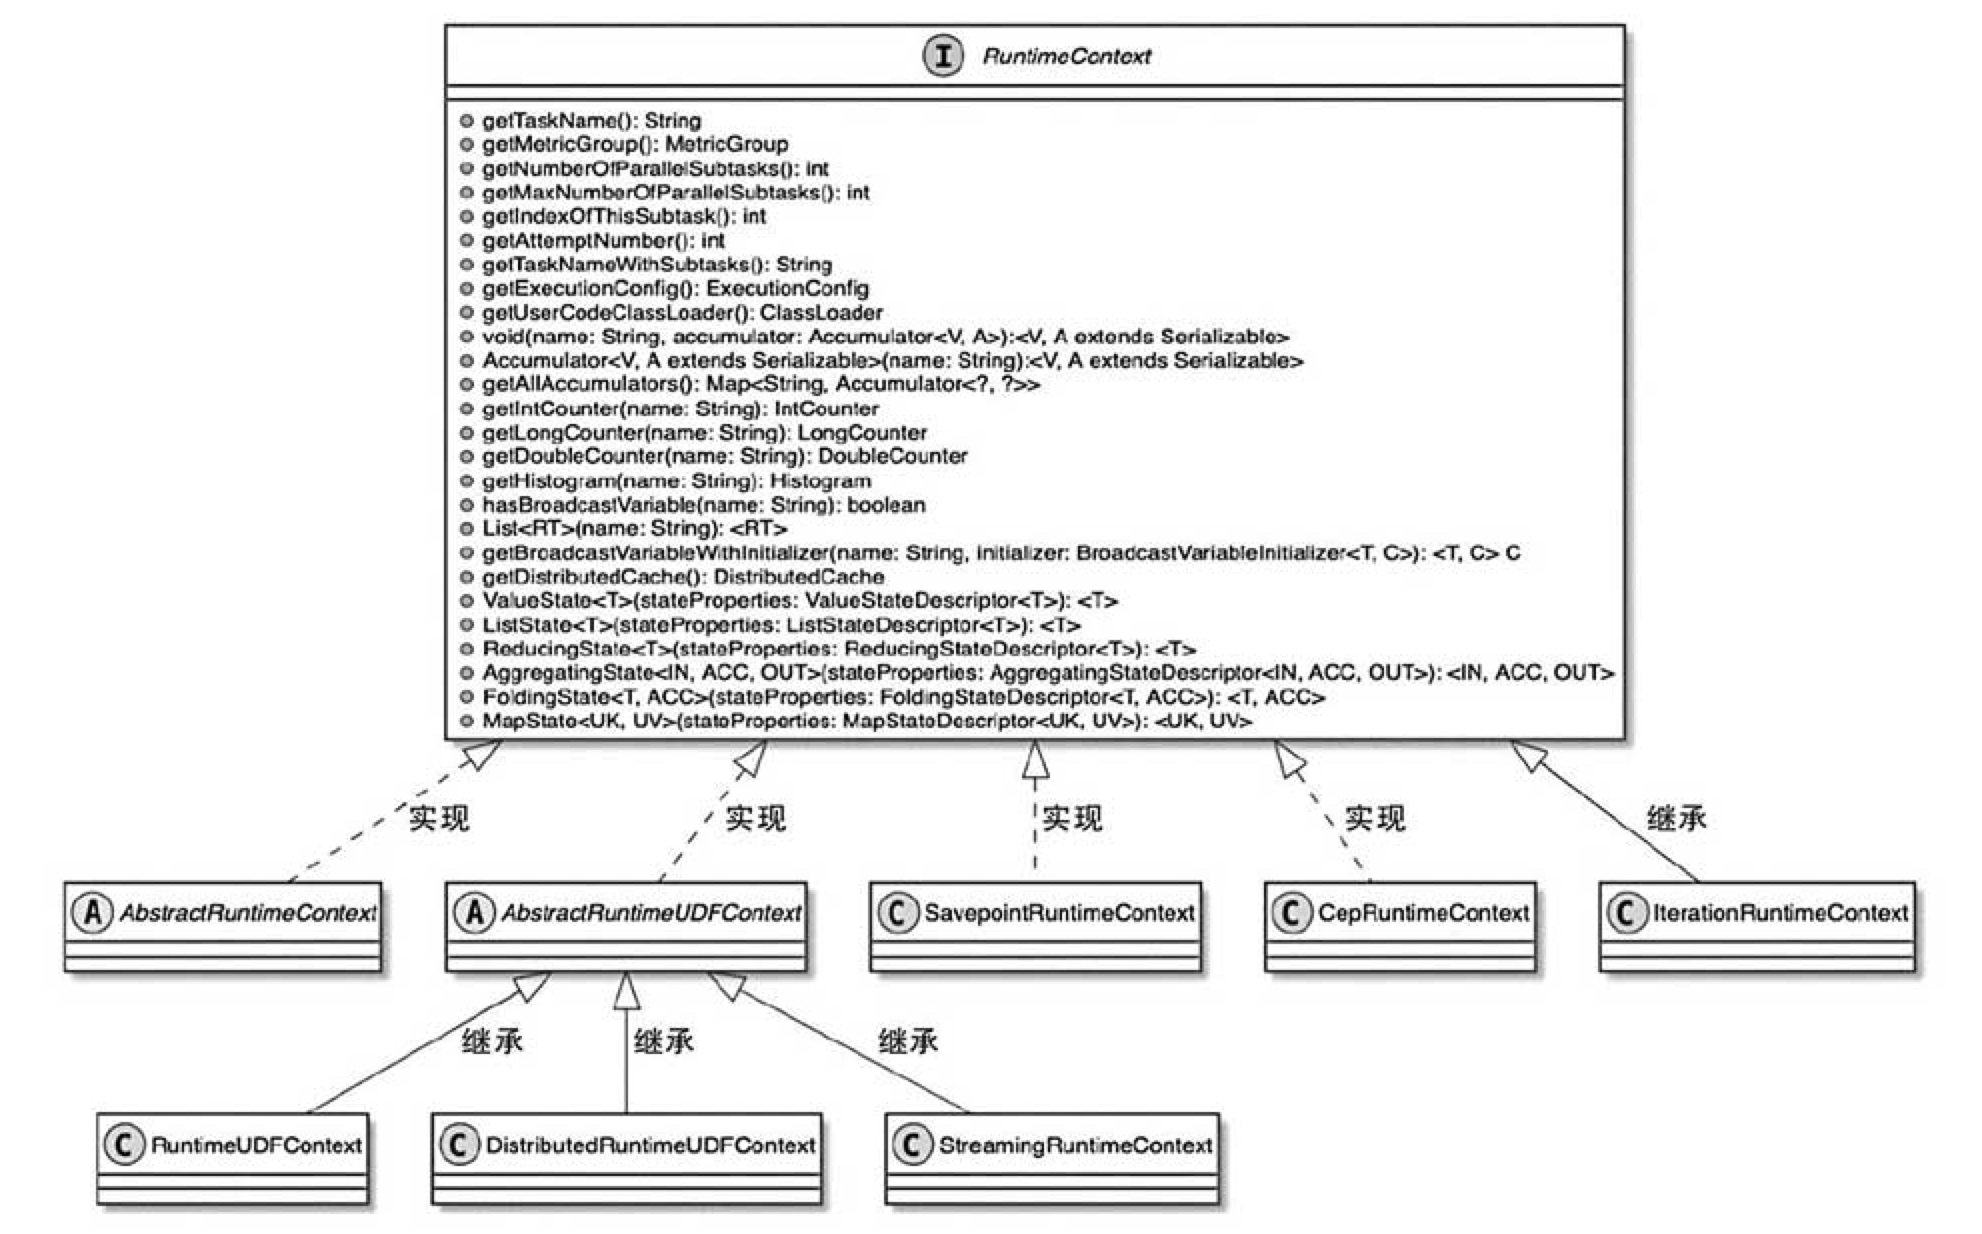 I RuntimeContext
getTaskName(): String
getMetricGroup(): MetricGroup
getNumberOfParallelSubtasks(): int
getMaxNumberOfParallelSubtasks(): int
getIndexOfThisSubtask(): int
getAttemptNumber(): int
getTaskNameWithSubtasks(): String
getExecutionConfig(): ExecutionConfig
getUserCodeClassLoader(): ClassLoader
void(name: String, accumulator: Accumulator<V, A>):<V, A extends Serializable>
Accumulator<V, A extends Serializable>(name: String):<V, A extends Serializable>
getAllAccumulators(): Map<String, Accumulator<?, ?>>
getIntCounter(name: String): IntCounter
getLongCounter(name: String): LongCounter
getDoubleCounter(name: String): DoubleCounter
getHistogram(name: String): Histogram
hasBroadcastVariable(name: String): boolean
List<RT>(name: String): <RT>
getBroadcastVariableWithInitializer(name: String, initializer: BroadcastVariableInitializer<T, C>): <T, C> C
getDistributedCache(): DistributedCache
ValueState<T>(stateProperties: ValueStateDescriptor<T>): <T>
ListState<T>(stateProperties: ListStateDescriptor<T>): <T>
ReducingState<T>(stateProperties: ReducingStateDescriptor<T>): <T>
AggregatingState<IN, ACC, OUT>(stateProperties: AggregatingStateDescriptor<IN, ACC, OUT>): <IN, ACC, OUT>
FoldingState<T, ACC>(stateProperties: FoldingStateDescriptor<T, ACC>): <T, ACC>
MapState<UK, UV>(stateProperties: MapStateDescriptor<UK, UV>): <UK, UV>
实现 实现 实现 实现 继承
A AbstractRuntimeContext
A AbstractRuntimeUDFContext
C SavepointRuntimeContext
C CepRuntimeContext
C IterationRuntimeContext
继承 继承 继承
C RuntimeUDFContext
C DistributedRuntimeUDFContext
C StreamingRuntimeContext